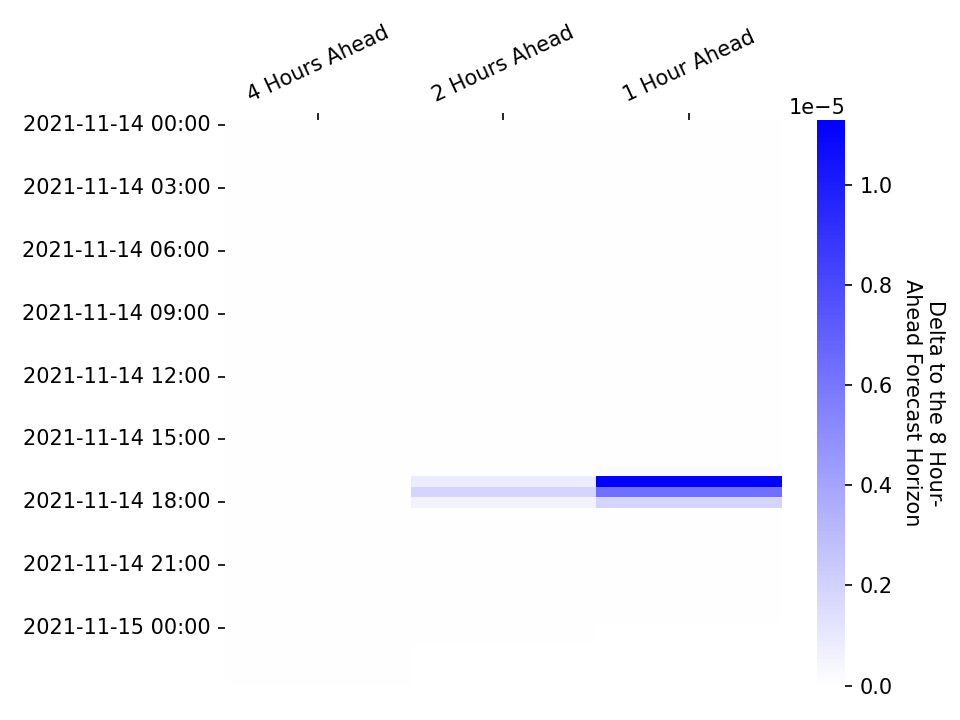 4 Hours Ahead
2 Hours Ahead
1 Hour Ahead
1e−5
2021-11-14 00:00
2021-11-14 03:00
2021-11-14 06:00
2021-11-14 09:00
2021-11-14 12:00
2021-11-14 15:00
2021-11-14 18:00
2021-11-14 21:00
2021-11-15 00:00
1.0
0.8
0.6
0.4
0.2
0.0
Delta to the 8 Hour-
Ahead Forecast Horizon